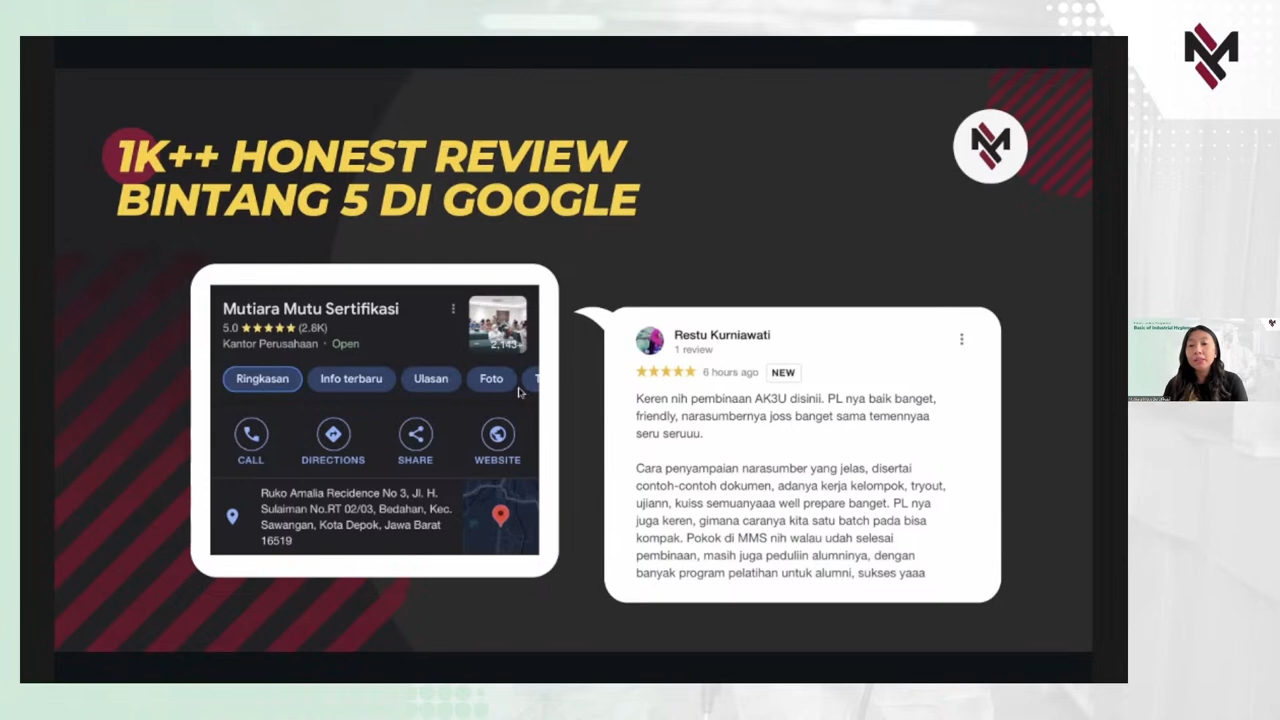 1K++ HONEST REVIEW
BINTANG 5 DI GOOGLE
Mutiara Mutu Sertifikasi
5.0 ★★★★★ (2.8K)
Kantor Perusahaan · Open
2,143+
Ringkasan
Info terbaru
Ulasan
Foto
T
CALL
DIRECTIONS
SHARE
WEBSITE
Ruko Amalia Recidence No 3, Jl. H.
Sulaiman No.RT 02/03, Bedahan, Kec.
Sawangan, Kota Depok, Jawa Barat
16519
Restu Kurniawati
1 review
★★★★★ 6 hours ago NEW
Keren nih pembinaan AK3U disinii. PL nya baik banget,
friendly, narasumbernya joss banget sama temennyaa
seru seruuu.
Cara penyampaian narasumber yang jelas, disertai
contoh-contoh dokumen, adanya kerja kelompok, tryout,
ujiann, kuiss semuanyaaa well prepare banget. PL nya
juga keren, gimana caranya kita satu batch pada bisa
kompak. Pokok di MMS nih walau udah selesai
pembinaan, masih juga peduliin alumninya, dengan
banyak program pelatihan untuk alumni, sukses yaaa
Basic of Industrial Hygiene